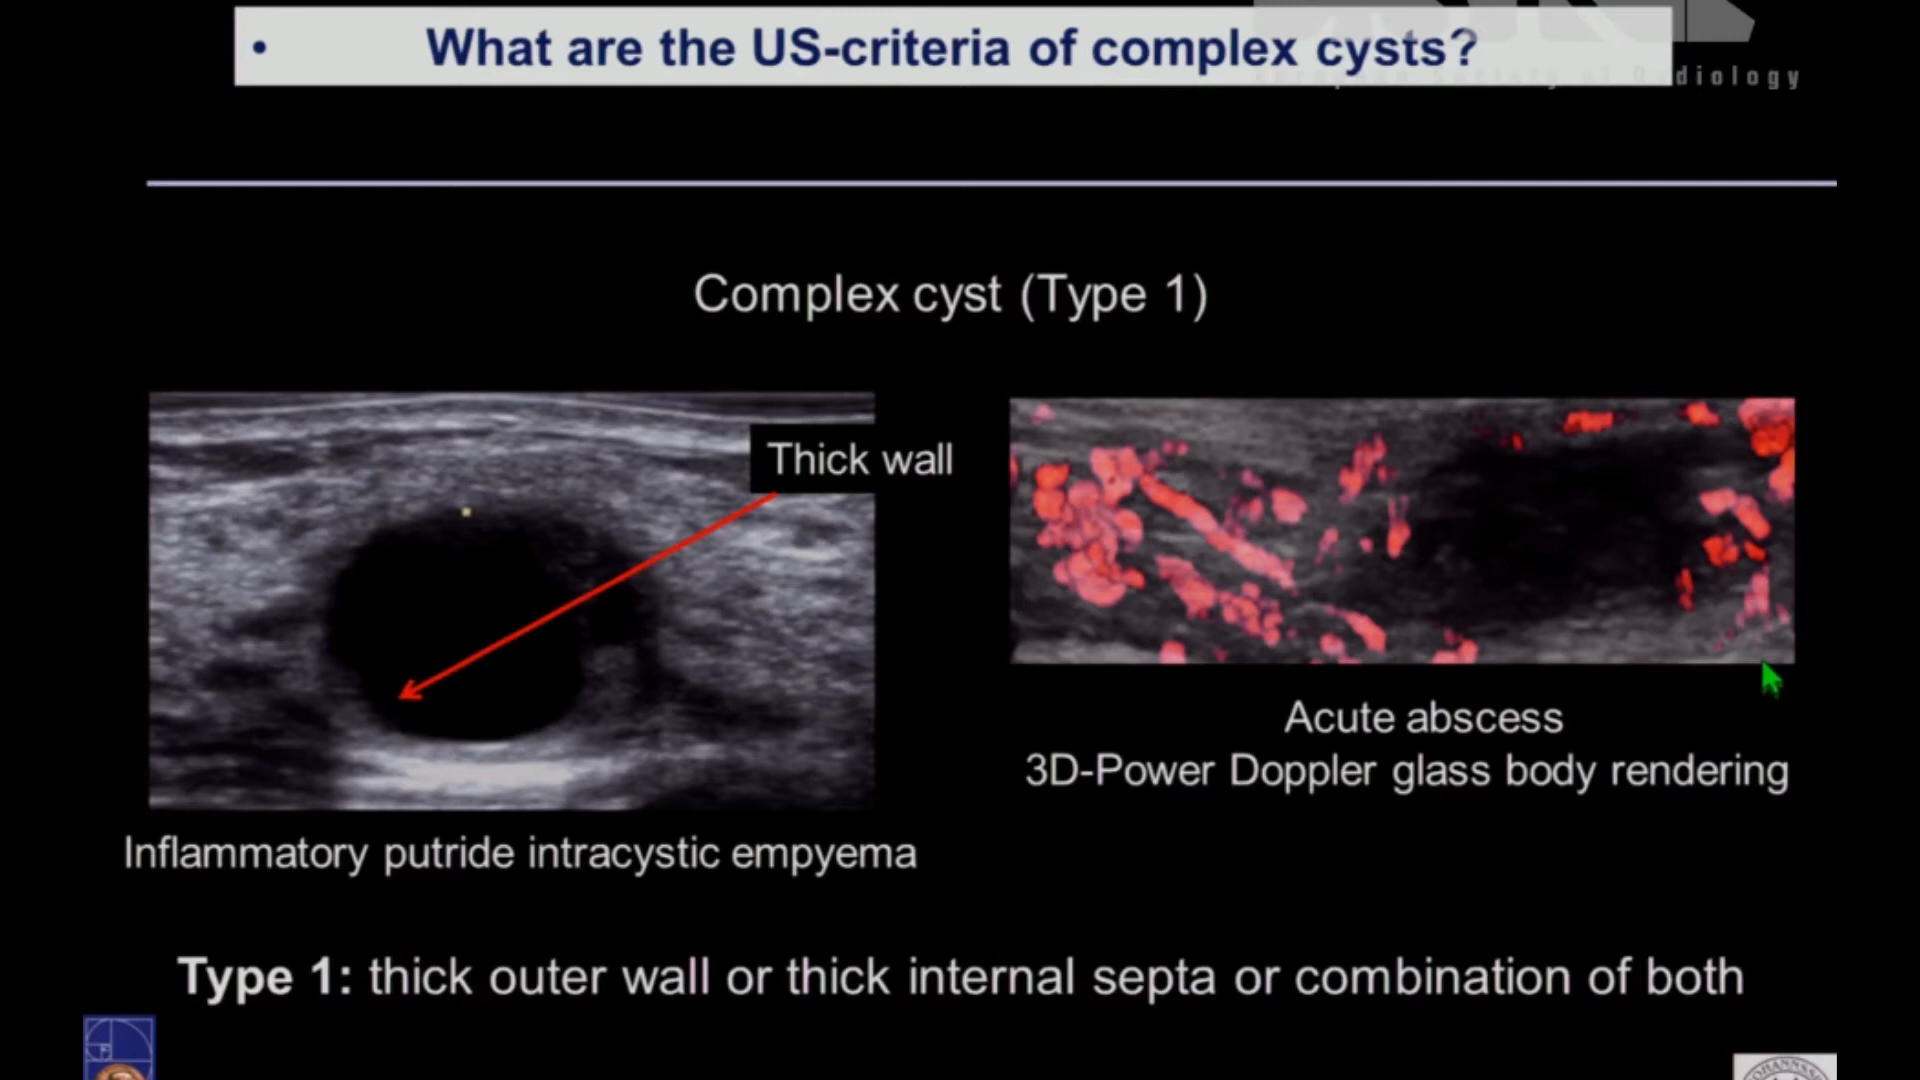 • What are the US-criteria of complex cysts?
diology
Complex cyst (Type 1)
Thick wall
Acute abscess
3D-Power Doppler glass body rendering
Inflammatory putride intracystic empyema
Type 1: thick outer wall or thick internal septa or combination of both